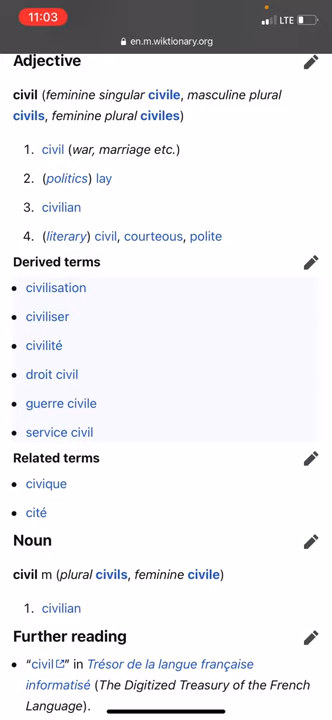 11:03
LTE
en.m.wiktionary.org
Adjective
civil (feminine singular civile, masculine plural
civils, feminine plural civiles)
1. civil (war, marriage etc.)
2. (politics) lay
3. civilian
4. (literary) civil, courteous, polite
Derived terms
• civilisation
• civiliser
• civilité
• droit civil
• guerre civile
• service civil
Related terms
• civique
• cité
Noun
civil m (plural civils, feminine civile)
1. civilian
Further reading
• “civil” in Trésor de la langue française
informatisé (The Digitized Treasury of the French
Language).